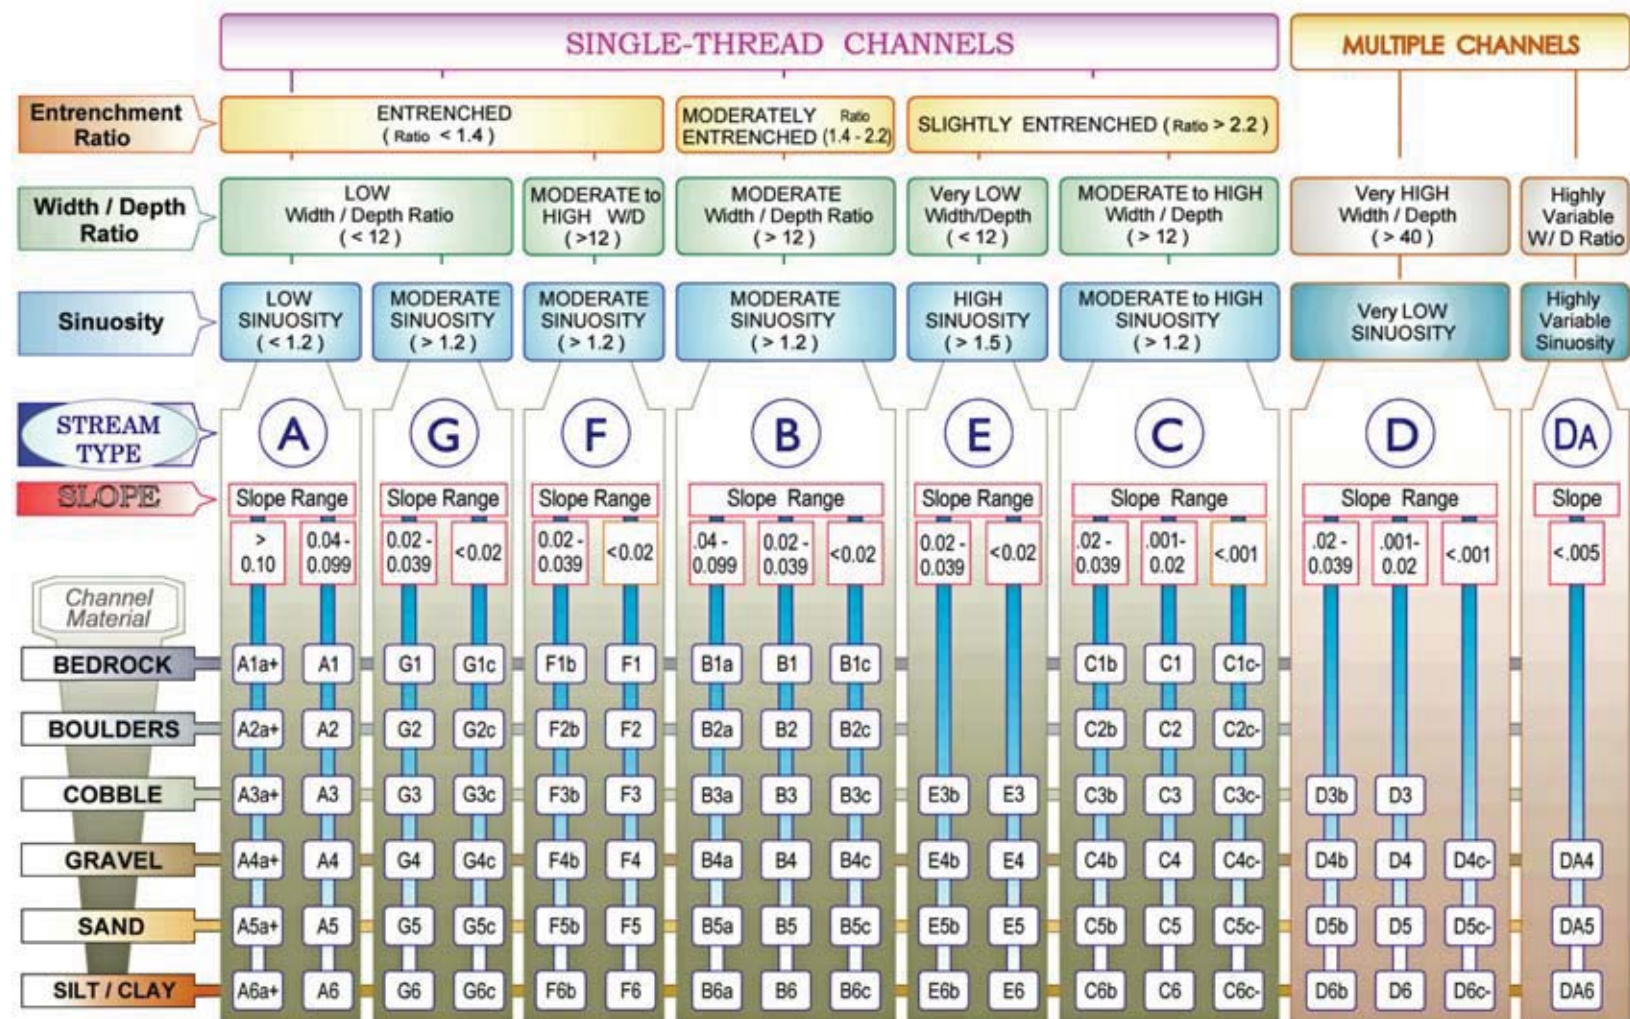 SINGLE-THREAD CHANNELS
MULTIPLE CHANNELS
Entrenchment
Ratio
ENTRENCHED
( Ratio < 1.4 )
MODERATELY Ratio
ENTRENCHED (1.4 - 2.2)
SLIGHTLY ENTRENCHED ( Ratio > 2.2 )
Width / Depth
Ratio
LOW
Width / Depth Ratio
( < 12 )
MODERATE to
HIGH W/D
( >12 )
MODERATE
Width / Depth Ratio
( > 12 )
Very LOW
Width/Depth
( < 12 )
MODERATE to HIGH
Width / Depth
( > 12 )
Very HIGH
Width / Depth
( > 40 )
Highly
Variable
W/ D Ratio
Sinuosity
LOW
SINUOSITY
( < 1.2 )
MODERATE
SINUOSITY
( > 1.2 )
MODERATE
SINUOSITY
( > 1.2 )
MODERATE
SINUOSITY
( > 1.2 )
HIGH
SINUOSITY
( > 1.5 )
MODERATE to HIGH
SINUOSITY
( > 1.2 )
Very LOW
SINUOSITY
Highly
Variable
Sinuosity
STREAM
TYPE
A G F B E C D DA
SLOPE
Slope Range Slope Range Slope Range Slope Range Slope Range Slope Range Slope Range Slope
>
0.10
0.04 -
0.099
0.02 -
0.039
<0.02
0.02 -
0.039
<0.02
.04 -
0.099
0.02 -
0.039
<0.02
0.02 -
0.039
<0.02
.02 -
0.039
.001-
0.02
<.001
.02 -
0.039
.001-
0.02
<.001
<.005
Channel
Material
BEDROCK A1a+ A1 G1 G1c F1b F1 B1a B1 B1c C1b C1 C1c-
BOULDERS A2a+ A2 G2 G2c F2b F2 B2a B2 B2c C2b C2 C2c-
COBBLE A3a+ A3 G3 G3c F3b F3 B3a B3 B3c E3b E3 C3b C3 C3c- D3b D3
GRAVEL A4a+ A4 G4 G4c F4b F4 B4a B4 B4c E4b E4 C4b C4 C4c- D4b D4 D4c- DA4
SAND A5a+ A5 G5 G5c F5b F5 B5a B5 B5c E5b E5 C5b C5 C5c- D5b D5 D5c- DA5
SILT / CLAY A6a+ A6 G6 G6c F6b F6 B6a B6 B6c E6b E6 C6b C6 C6c- D6b D6 D6c- DA6